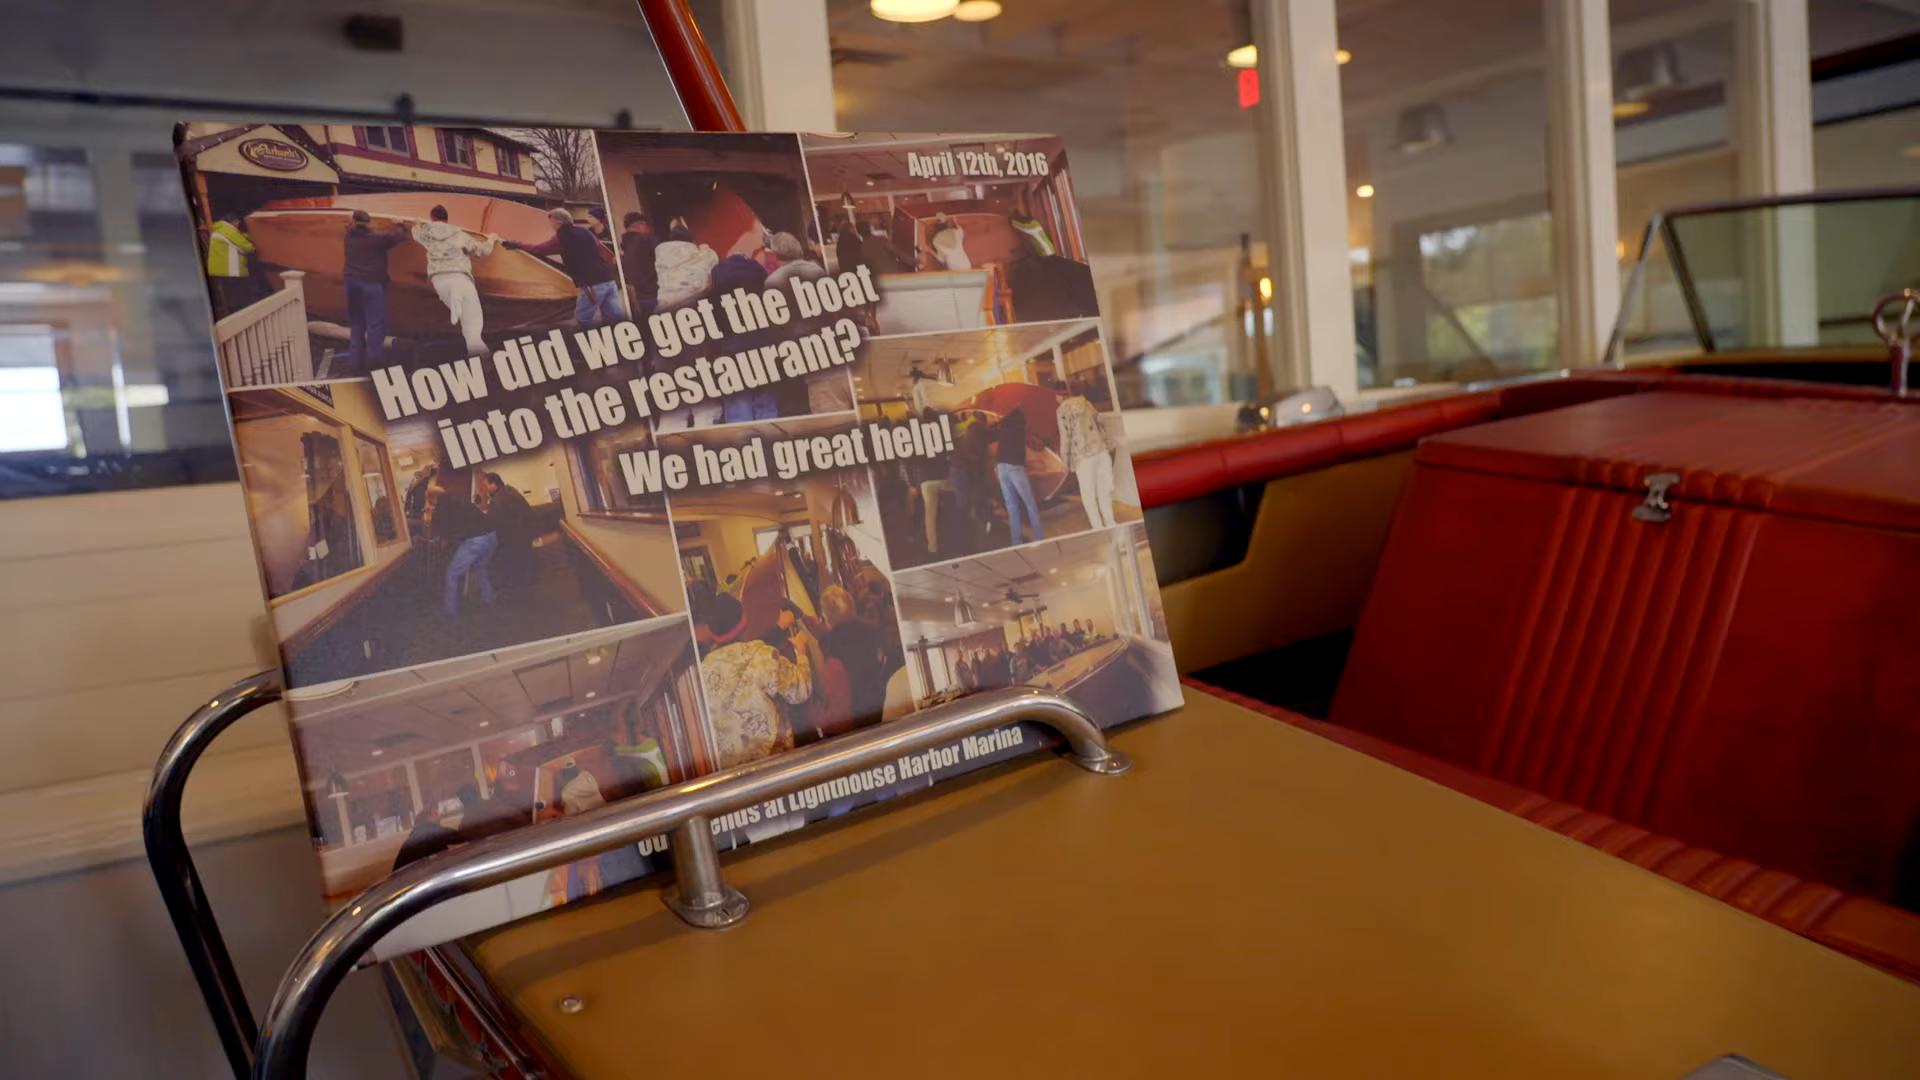 April 12th, 2016
How did we get the boat
into the restaurant?
We had great help!
at Lighthouse Harbor Marina